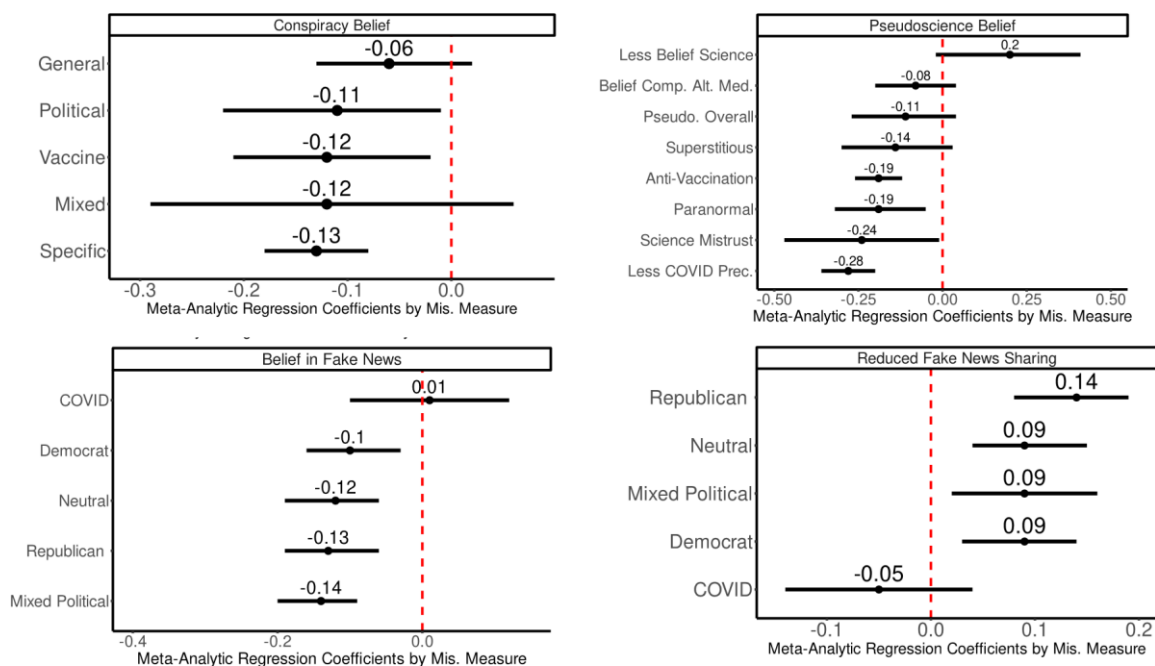 Conspiracy Belief
General
-0.06
Political
-0.11
Vaccine
-0.12
Mixed
-0.12
Specific
-0.13
-0.3
-0.2
-0.1
0.0
Meta-Analytic Regression Coefficients by Mis. Measure
Pseudoscience Belief
Less Belief Science
0.2
Belief Comp. Alt. Med.
-0.08
Pseudo. Overall
-0.11
Superstitious
-0.14
Anti-Vaccination
-0.19
Paranormal
-0.19
Science Mistrust
-0.24
Less COVID Prec.
-0.28
-0.50
-0.25
0.00
0.25
0.50
Meta-Analytic Regression Coefficients by Mis. Measure
Belief in Fake News
COVID
0.01
Democrat
-0.1
Neutral
-0.12
Republican
-0.13
Mixed Political
-0.14
-0.4
-0.2
0.0
Meta-Analytic Regression Coefficients by Mis. Measure
Reduced Fake News Sharing
Republican
0.14
Neutral
0.09
Mixed Political
0.09
Democrat
0.09
COVID
-0.05
-0.1
0.0
0.1
0.2
Meta-Analytic Regression Coefficients by Mis. Measure